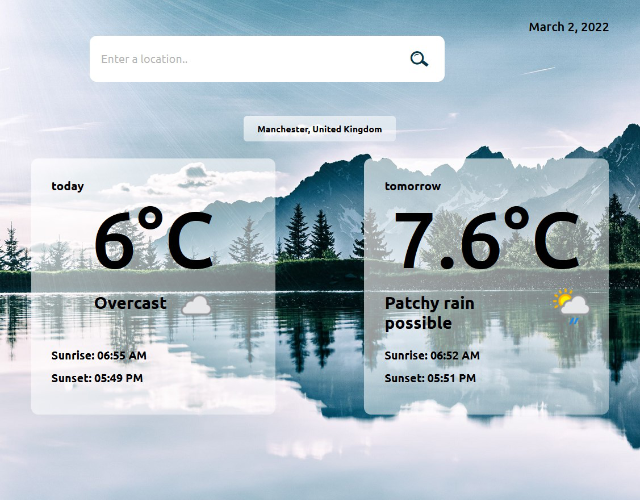 March 2, 2022
Enter a location..
Manchester, United Kingdom
today
6°C
Overcast
Sunrise: 06:55 AM
Sunset: 05:49 PM
tomorrow
7.6°C
Patchy rain
possible
Sunrise: 06:52 AM
Sunset: 05:51 PM